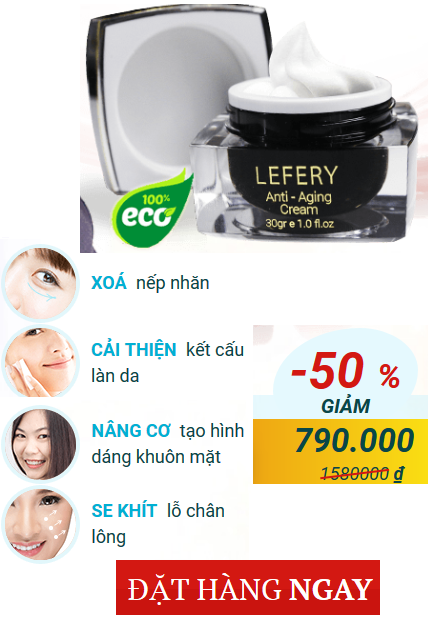 LEFERY
Anti - Aging
Cream
30gr e 1.0 fl.oz
100%
eco
XOÁ nếp nhăn
CẢI THIỆN kết cấu
làn da
NÂNG CƠ tạo hình
dáng khuôn mặt
SE KHÍT lỗ chân
lông
-50 %
GIẢM
790.000
1580000 ₫
ĐẶT HÀNG NGAY